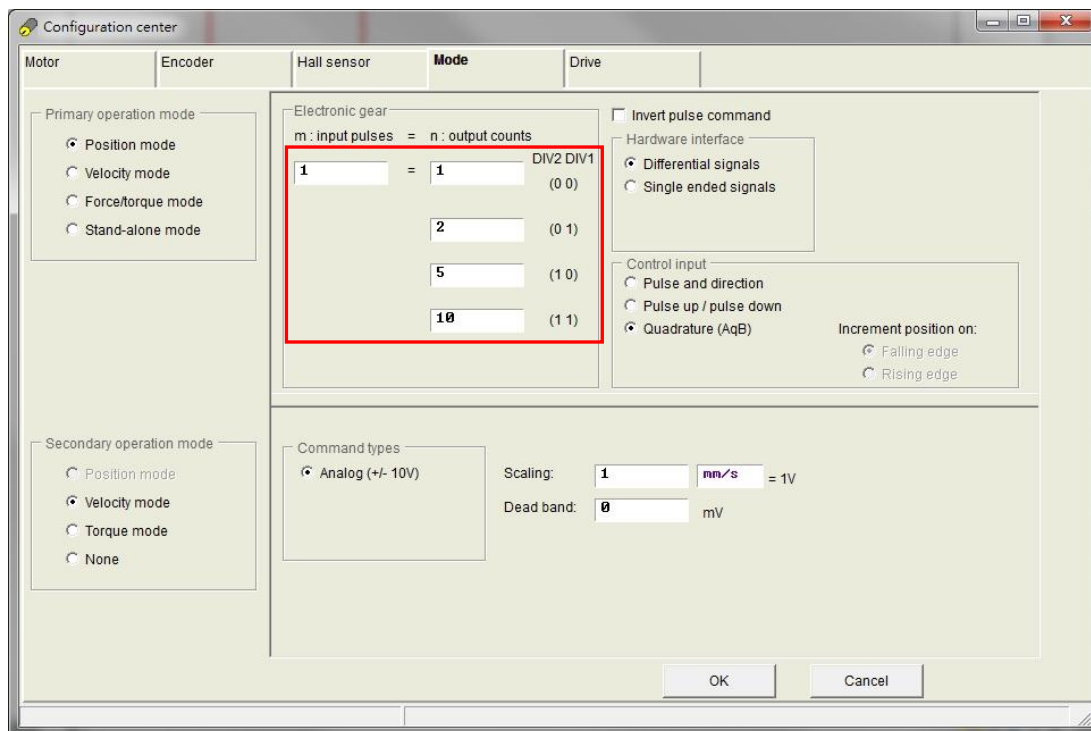 Configuration center
Motor Encoder Hall sensor Mode Drive
Primary operation mode
Position mode
Velocity mode
Force/torque mode
Stand-alone mode
Electronic gear
m : input pulses = n : output counts
DIV2 DIV1
1 = 1
(0 0)
2 (0 1)
5 (1 0)
10 (1 1)
Invert pulse command
Hardware interface
Differential signals
Single ended signals
Control input
Pulse and direction
Pulse up / pulse down
Quadrature (AqB)
Increment position on:
Falling edge
Rising edge
Secondary operation mode
Position mode
Velocity mode
Torque mode
None
Command types
Analog (+/- 10V)
Scaling: 1 mm/s = 1V
Dead band: 0 mV
OK Cancel